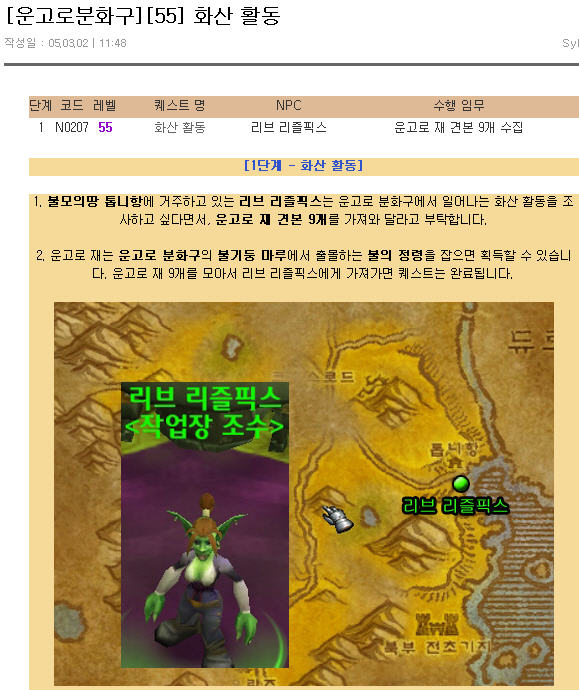 [운고로분화구][55] 화산 활동
작성일 : 05,03,02 | 11:48
단계 코드 레벨 퀘스트 명 NPC 수행 임무
1 N0207 55 화산 활동 리브 리즐픽스 운고로 재 견본 9개 수집
[1단계 - 화산 활동]
1. 불모의땅 톱니항에 거주하고 있는 리브 리즐픽스는 운고로 분화구에서 일어나는 화산 활동을 조
사하고 싶다면서, 운고로 재 견본 9개를 가져와 달라고 부탁합니다.
2. 운고로 재는 운고로 분화구의 불기둥 마루에서 출몰하는 불의 정령을 잡으면 획득할 수 있습니
다. 운고로 재 9개를 모아서 리브 리즐픽스에게 가져가면 퀘스트는 완료됩니다.
리브 리즐픽스
<작업장 조수>
톱니항
리브 리즐픽스
북부 전초기지